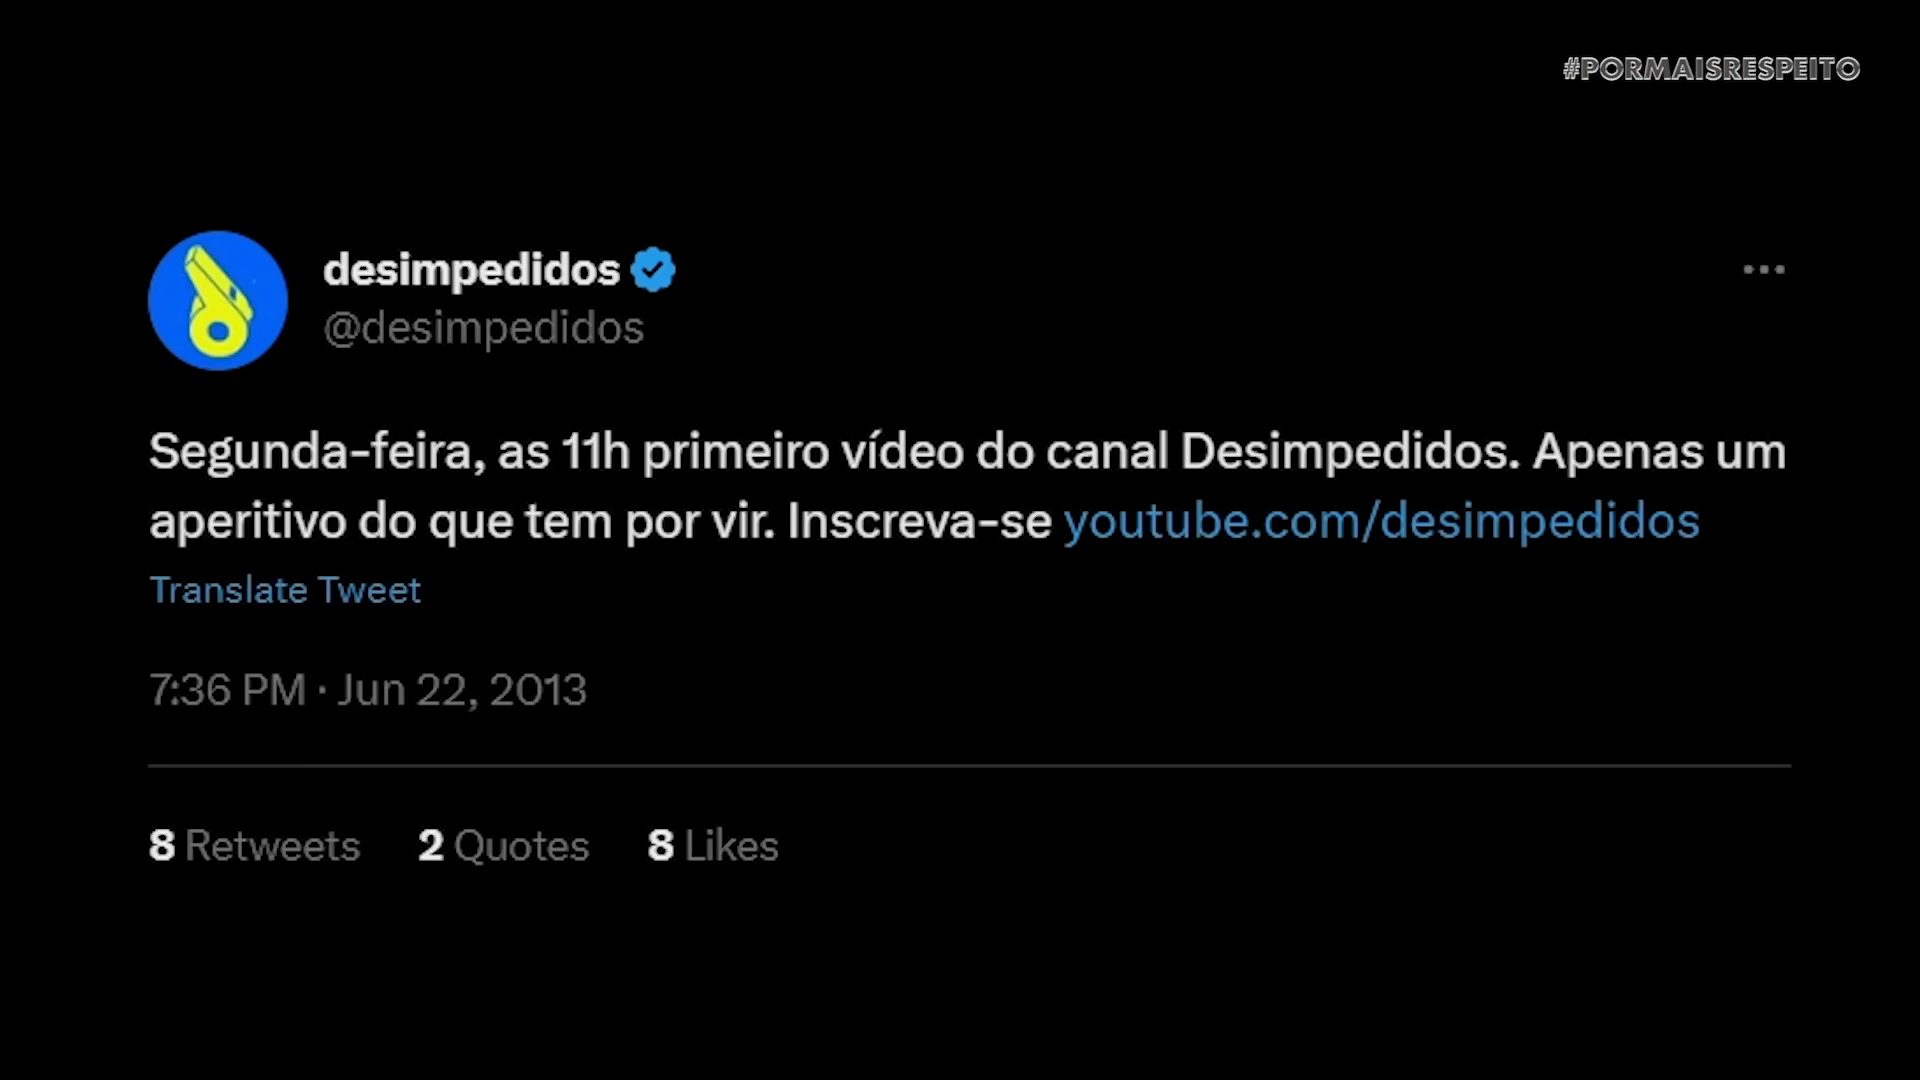 #PORMAISRESPEITO
desimpedidos
@desimpedidos
Segunda-feira, as 11h primeiro vídeo do canal Desimpedidos. Apenas um
aperitivo do que tem por vir. Inscreva-se youtube.com/desimpedidos
Translate Tweet
7:36 PM · Jun 22, 2013
8 Retweets 2 Quotes 8 Likes